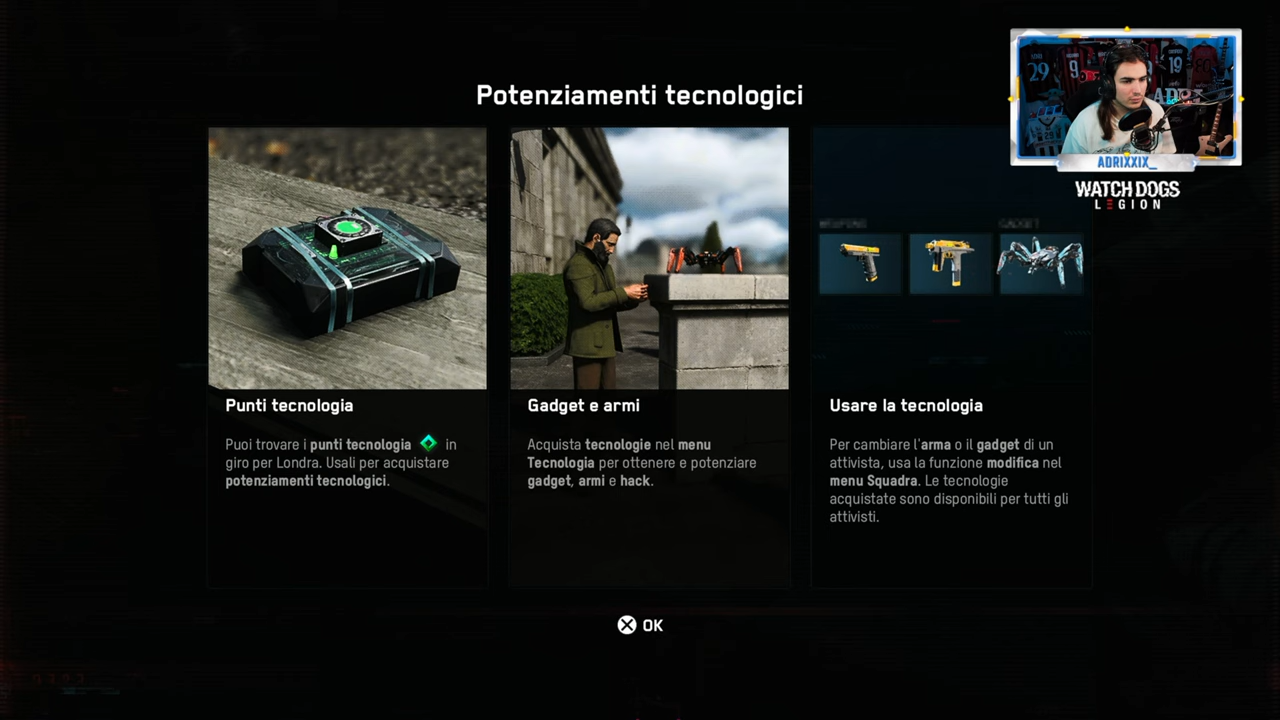 Potenziamenti tecnologici
Punti tecnologia
Puoi trovare i punti tecnologia in
giro per Londra. Usali per acquistare
potenziamenti tecnologici.
Gadget e armi
Acquista tecnologie nel menu
Tecnologia per ottenere e potenziare
gadget, armi e hack.
Usare la tecnologia
Per cambiare l'arma o il gadget di un
attivista, usa la funzione modifica nel
menu Squadra. Le tecnologie
acquistate sono disponibili per tutti gli
attivisti.
OK
29
9
19
ADRIXXIX_
WATCH DOGS
LEGION